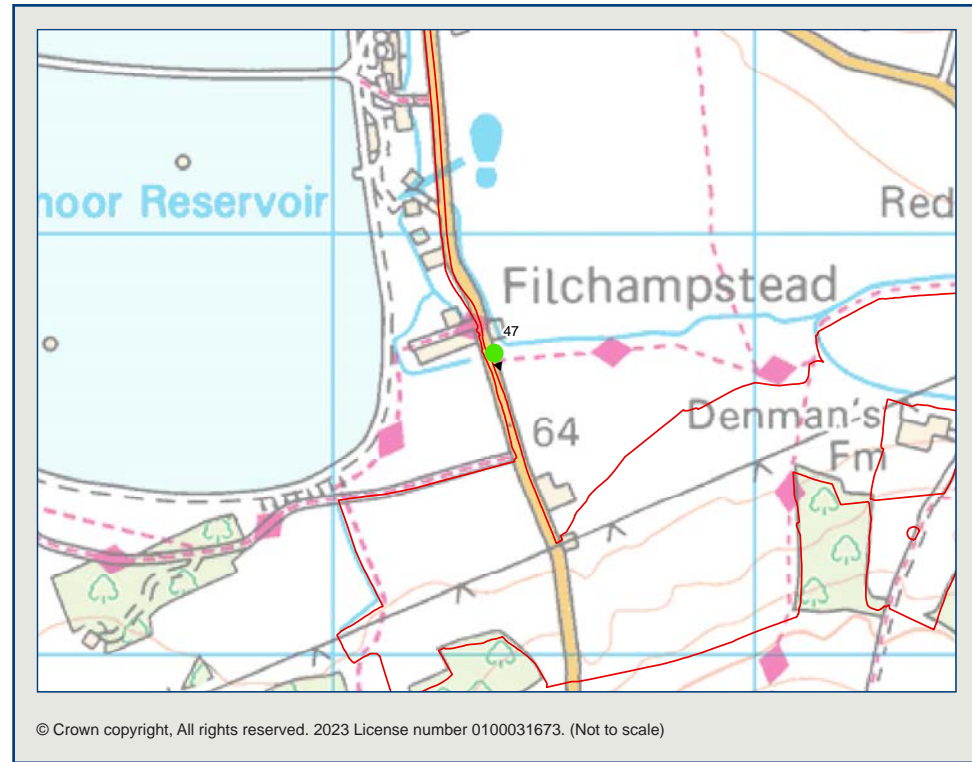 noor Reservoir
Red
Filchampstead
47
64
Denman's
Fm
© Crown copyright, All rights reserved. 2023 License number 0100031673. (Not to scale)